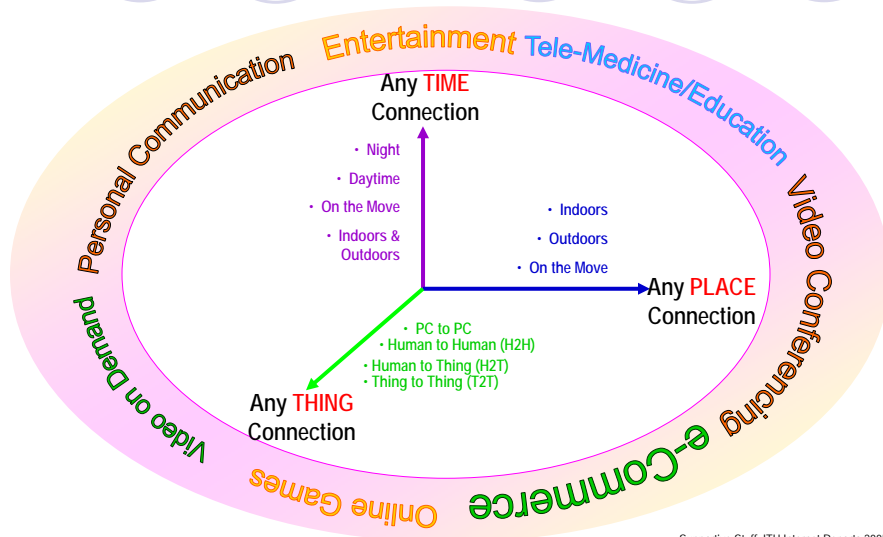 Entertainment
Tele-Medicine/Education
Personal Communication
Video Conferencing
Video on Demand
e-Commerce
Online Games
Any TIME
Connection
• Night
• Daytime
• On the Move
• Indoors &
Outdoors
• Indoors
• Outdoors
• On the Move
Any PLACE
Connection
• PC to PC
• Human to Human (H2H)
• Human to Thing (H2T)
• Thing to Thing (T2T)
Any THING
Connection